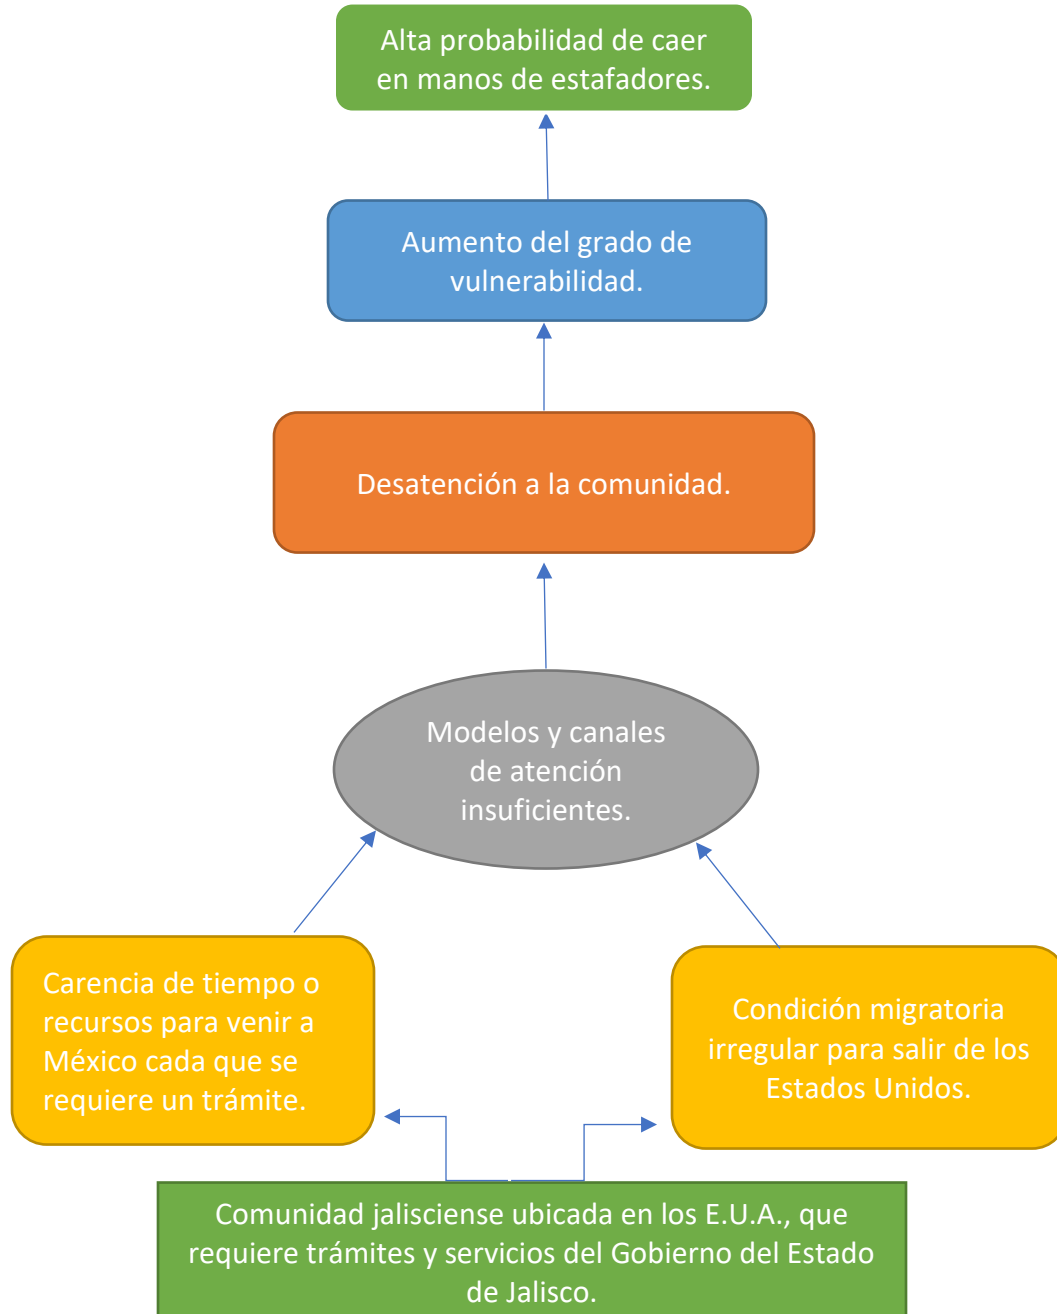 Alta probabilidad de caer
en manos de estafadores.
Aumento del grado de
vulnerabilidad.
Desatención a la comunidad.
Modelos y canales
de atención
insuficientes.
Carencia de tiempo o
recursos para venir a
México cada que se
requiere un trámite.
Condición migratoria
irregular para salir de los
Estados Unidos.
Comunidad jalisciense ubicada en los E.U.A., que
requiere trámites y servicios del Gobierno del Estado
de Jalisco.